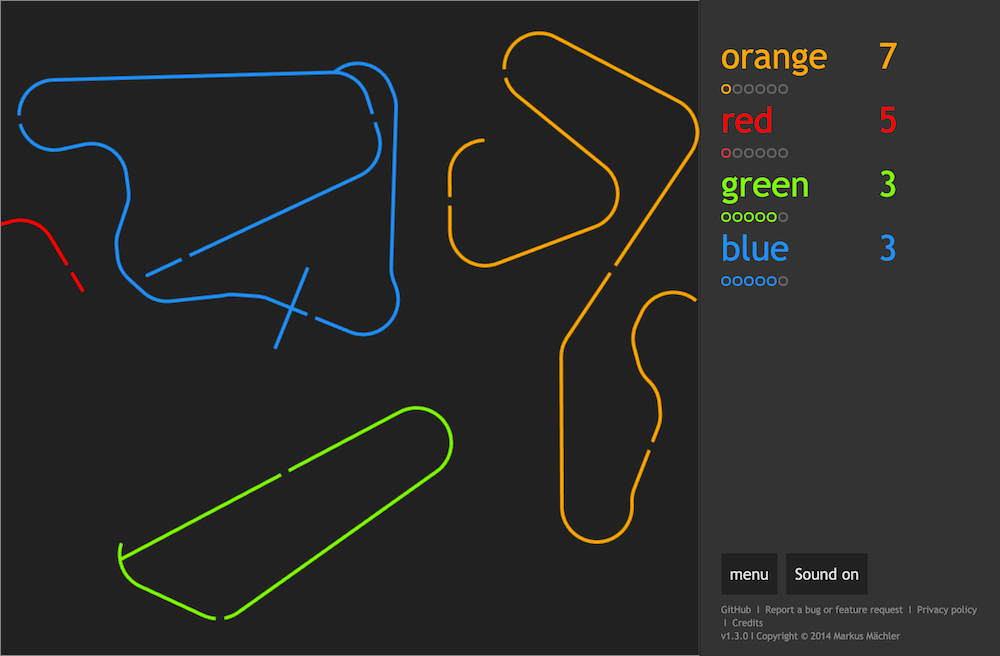 orange 7
red 5
green 3
blue 3
menu Sound on
GitHub | Report a bug or feature request | Privacy policy
| Credits
v1.3.0 | Copyright © 2014 Markus Mächler